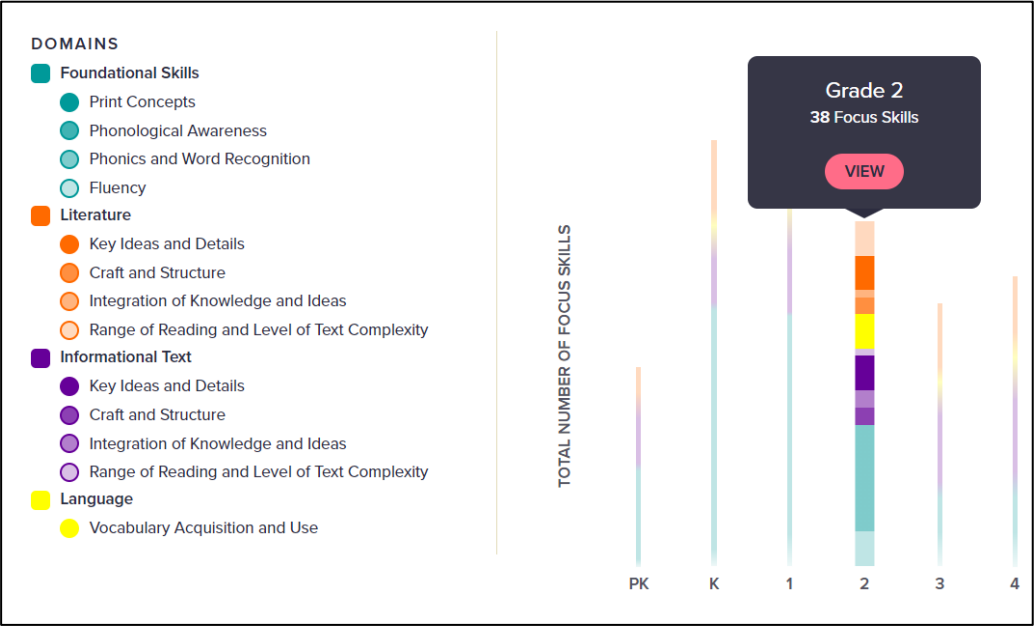 DOMAINS
Foundational Skills
Print Concepts
Phonological Awareness
Phonics and Word Recognition
Fluency
Literature
Key Ideas and Details
Craft and Structure
Integration of Knowledge and Ideas
Range of Reading and Level of Text Complexity
Informational Text
Key Ideas and Details
Craft and Structure
Integration of Knowledge and Ideas
Range of Reading and Level of Text Complexity
Language
Vocabulary Acquisition and Use
TOTAL NUMBER OF FOCUS SKILLS
Grade 2
38 Focus Skills
VIEW
PK K 1 2 3 4